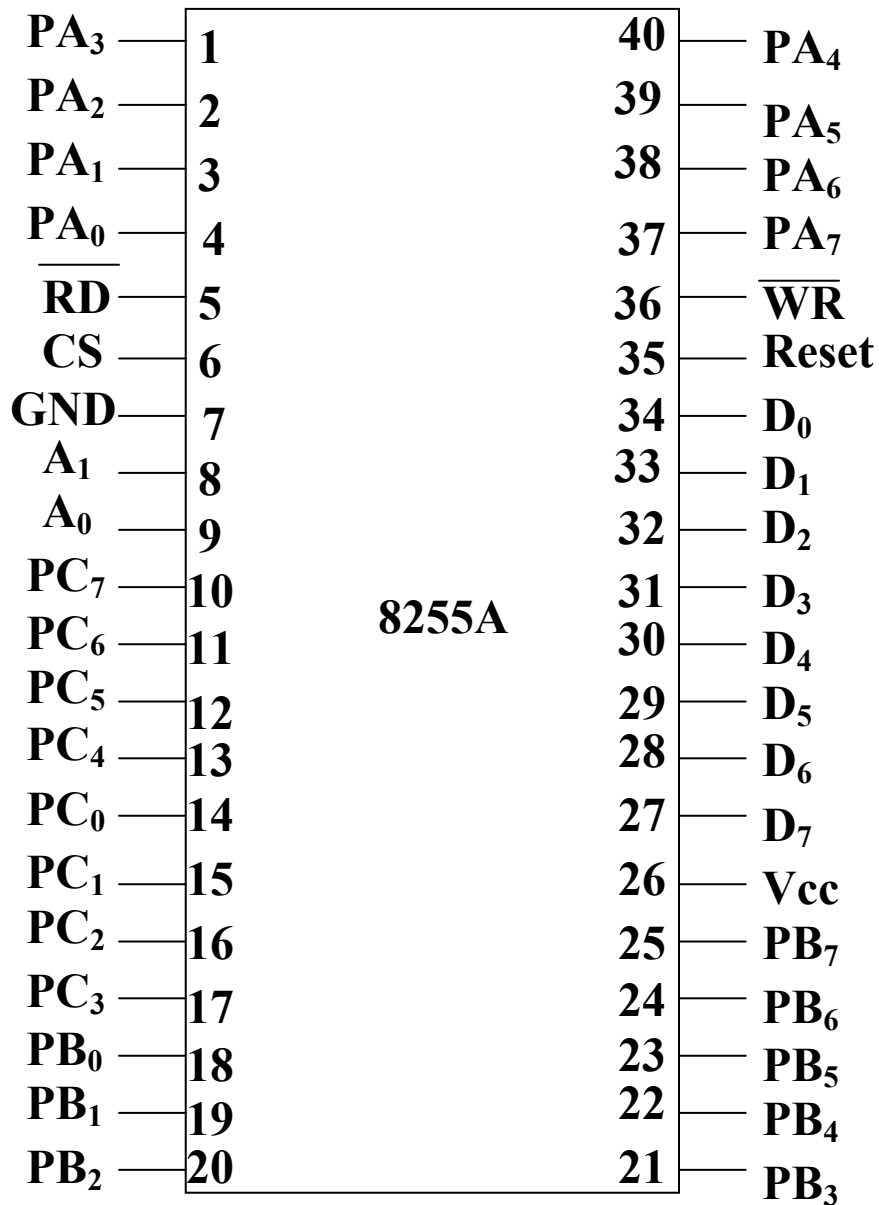 PA₃ 1 40 PA₄
PA₂ 2 39 PA₅
PA₁ 3 38 PA₆
PA₀ 4 37 PA₇
R̅D̅ 5 36 W̅R̅
CS 6 35 Reset
GND 7 34 D₀
A₁ 8 33 D₁
A₀ 9 32 D₂
PC₇ 10 31 D₃
8255A
PC₆ 11 30 D₄
PC₅ 12 29 D₅
PC₄ 13 28 D₆
PC₀ 14 27 D₇
PC₁ 15 26 Vcc
PC₂ 16 25 PB₇
PC₃ 17 24 PB₆
PB₀ 18 23 PB₅
PB₁ 19 22 PB₄
PB₂ 20 21 PB₃